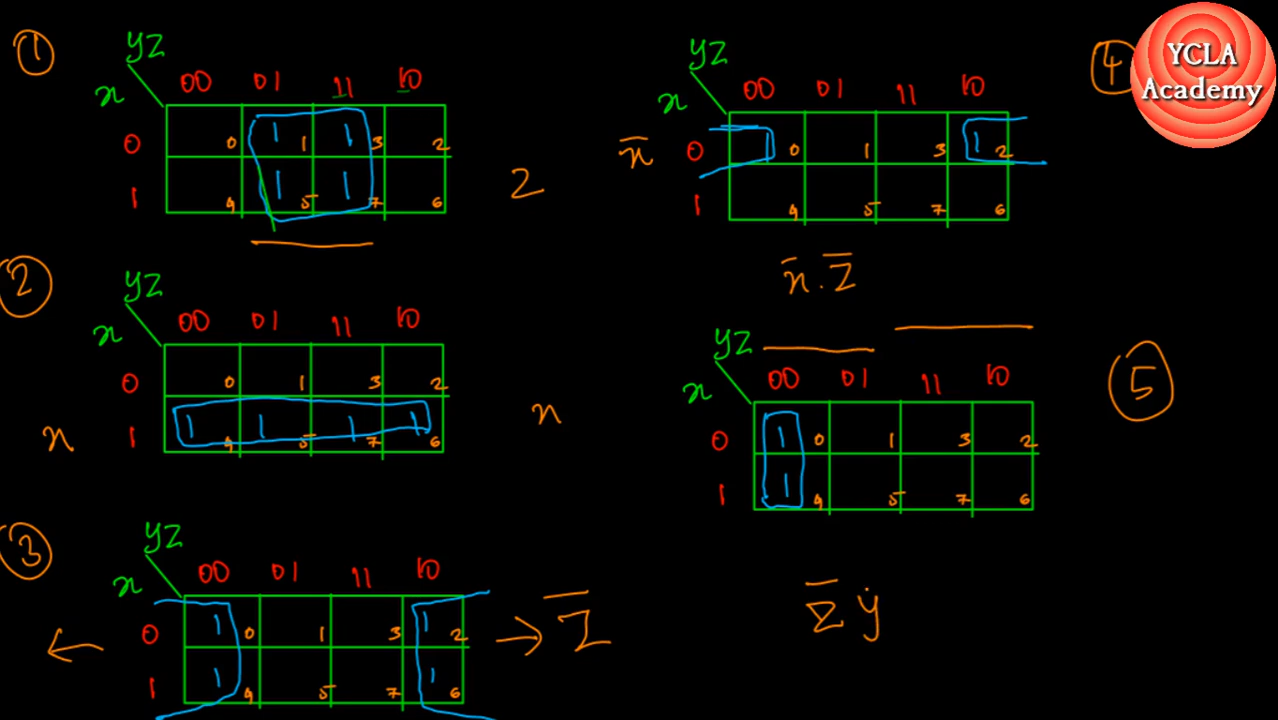 ①
yz
x 00 01 11 10
0 1 1 0 1 3 2
1 1 1 4 5 7 6
z
②
yz
x 00 01 11 10
0 0 1 3 2
x 1 1 4 1 5 1 7 1 6
x
③
yz
x 00 01 11 10
0 1 0 1 3 1 2
1 1 4 5 7 1 6
← → z̅
④
yz
x 00 01 11 10
x̅ 0 1 0 1 3 1 2
1 4 5 7 6
x̅.z̅
⑤
yz
x 00 01 11 10
0 1 0 1 3 2
1 1 4 5 7 6
z̅ẏ
YCLA
Academy